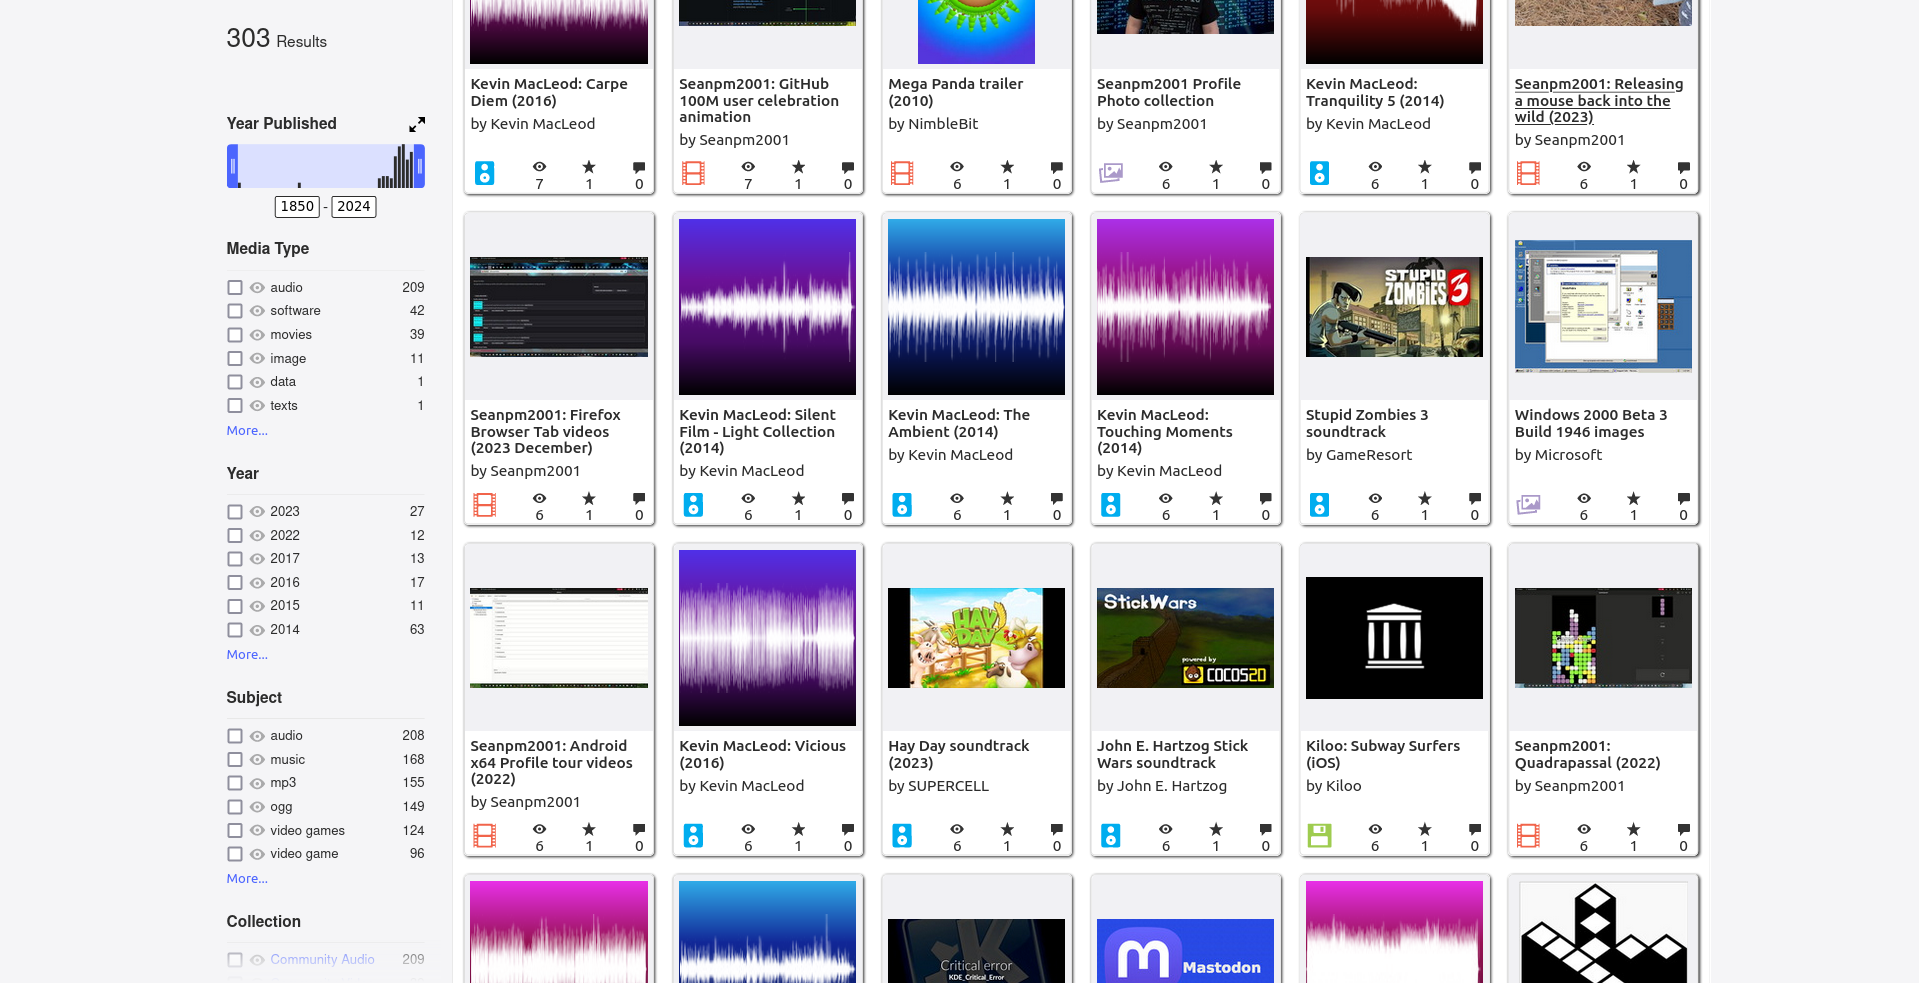 303 Results
Year Published
1850 - 2024
Media Type
audio 209
software 42
movies 39
image 11
data 1
texts 1
More...
Year
2023 27
2022 12
2017 13
2016 17
2015 11
2014 63
More...
Subject
audio 208
music 168
mp3 155
ogg 149
video games 124
video game 96
More...
Collection
Community Audio 209
Kevin MacLeod: Carpe
Diem (2016)
by Kevin MacLeod
7 1 0
Seanpm2001: GitHub
100M user celebration
animation
by Seanpm2001
7 1 0
Mega Panda trailer
(2010)
by NimbleBit
6 1 0
Seanpm2001 Profile
Photo collection
by Seanpm2001
6 1 0
Kevin MacLeod:
Tranquility 5 (2014)
by Kevin MacLeod
6 1 0
Seanpm2001: Releasing
a mouse back into the
wild (2023)
by Seanpm2001
6 1 0
Seanpm2001: Firefox
Browser Tab videos
(2023 December)
by Seanpm2001
6 1 0
Kevin MacLeod: Silent
Film - Light Collection
(2014)
by Kevin MacLeod
6 1 0
Kevin MacLeod: The
Ambient (2014)
by Kevin MacLeod
6 1 0
Kevin MacLeod:
Touching Moments
(2014)
by Kevin MacLeod
6 1 0
STUPID
ZOMBIES 3
Stupid Zombies 3
soundtrack
by GameResort
6 1 0
Windows 2000 Beta 3
Build 1946 images
by Microsoft
6 1 0
Seanpm2001: Android
x64 Profile tour videos
(2022)
by Seanpm2001
6 1 0
Kevin MacLeod: Vicious
(2016)
by Kevin MacLeod
6 1 0
HAY
DAY
Hay Day soundtrack
(2023)
by SUPERCELL
6 1 0
StickWars
powered by
COCOS2D
John E. Hartzog Stick
Wars soundtrack
by John E. Hartzog
6 1 0
Kiloo: Subway Surfers
(iOS)
by Kiloo
6 1 0
Seanpm2001:
Quadrapassal (2022)
by Seanpm2001
6 1 0
Critical error
KDE_Critical_Error
Mastodon